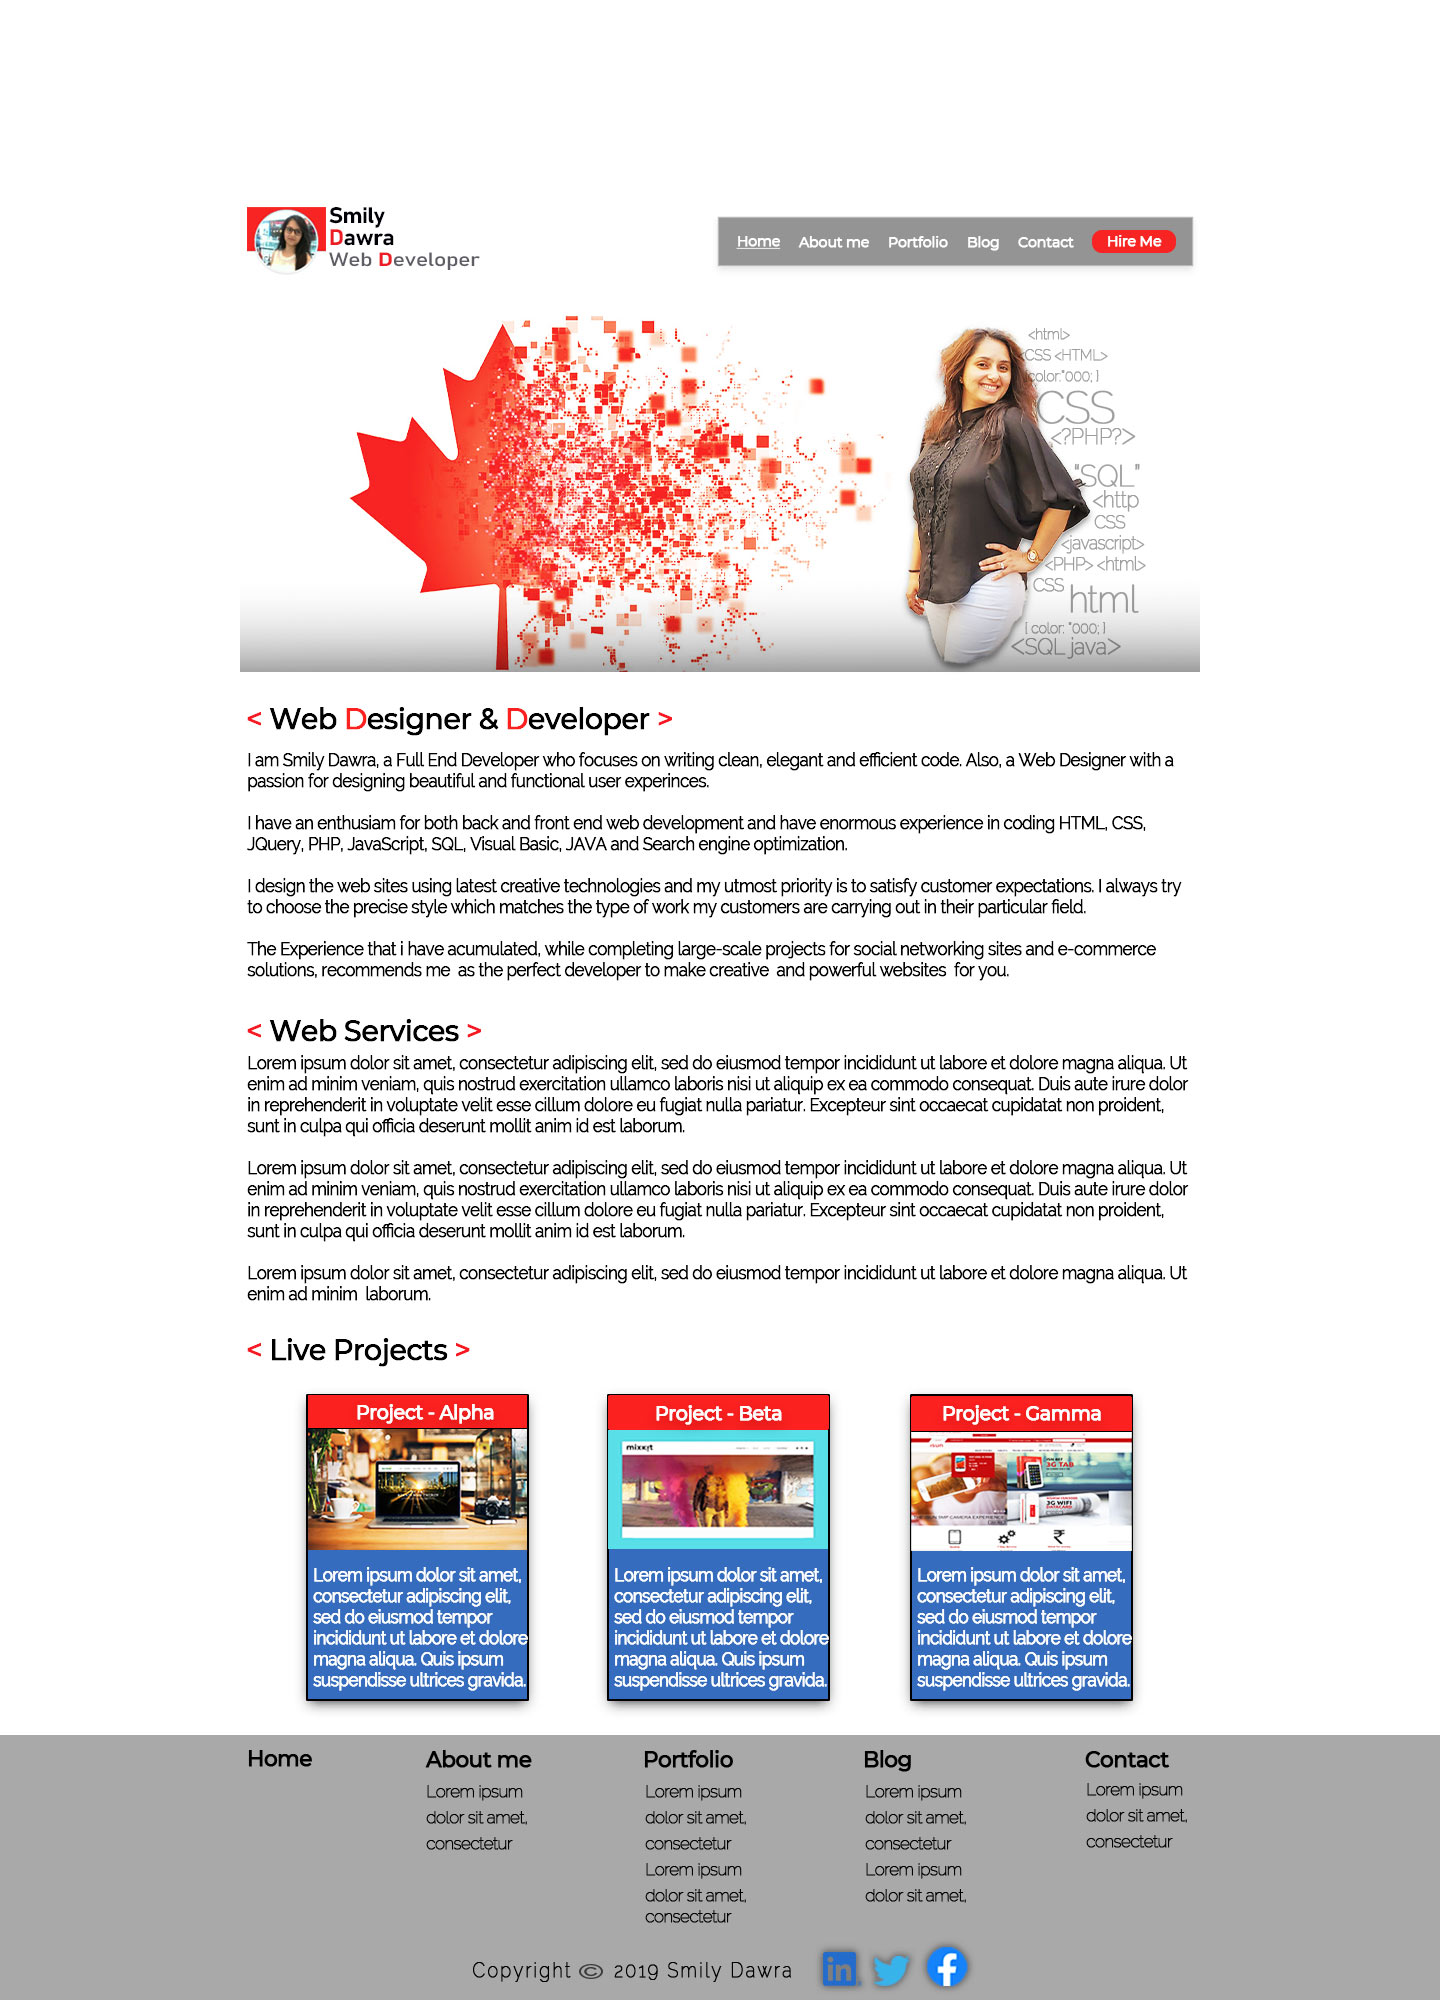 Smily
Dawra
Web Developer
Home About me Portfolio Blog Contact Hire Me
<html>
CSS <HTML>
color:"000; }
CSS
<?PHP?>
"SQL"
<http
CSS
<javascript>
<PHP> <html>
CSS
html
{ color: "000; }
<SQL java>
< Web Designer & Developer >
I am Smily Dawra, a Full End Developer who focuses on writing clean, elegant and efficient code. Also, a Web Designer with a
passion for designing beautiful and functional user experinces.
I have an enthusiam for both back and front end web development and have enormous experience in coding HTML, CSS,
JQuery, PHP, JavaScript, SQL, Visual Basic, JAVA and Search engine optimization.
I design the web sites using latest creative technologies and my utmost priority is to satisfy customer expectations. I always try
to choose the precise style which matches the type of work my customers are carrying out in their particular field.
The Experience that i have acumulated, while completing large-scale projects for social networking sites and e-commerce
solutions, recommends me as the perfect developer to make creative and powerful websites for you.
< Web Services >
Lorem ipsum dolor sit amet, consectetur adipiscing elit, sed do eiusmod tempor incididunt ut labore et dolore magna aliqua. Ut
enim ad minim veniam, quis nostrud exercitation ullamco laboris nisi ut aliquip ex ea commodo consequat. Duis aute irure dolor
in reprehenderit in voluptate velit esse cillum dolore eu fugiat nulla pariatur. Excepteur sint occaecat cupidatat non proident,
sunt in culpa qui officia deserunt mollit anim id est laborum.
Lorem ipsum dolor sit amet, consectetur adipiscing elit, sed do eiusmod tempor incididunt ut labore et dolore magna aliqua. Ut
enim ad minim veniam, quis nostrud exercitation ullamco laboris nisi ut aliquip ex ea commodo consequat. Duis aute irure dolor
in reprehenderit in voluptate velit esse cillum dolore eu fugiat nulla pariatur. Excepteur sint occaecat cupidatat non proident,
sunt in culpa qui officia deserunt mollit anim id est laborum.
Lorem ipsum dolor sit amet, consectetur adipiscing elit, sed do eiusmod tempor incididunt ut labore et dolore magna aliqua. Ut
enim ad minim laborum.
< Live Projects >
Project - Alpha
Lorem ipsum dolor sit amet,
consectetur adipiscing elit,
sed do eiusmod tempor
incididunt ut labore et dolore
magna aliqua. Quis ipsum
suspendisse ultrices gravida.
Project - Beta
mixkit
Lorem ipsum dolor sit amet,
consectetur adipiscing elit,
sed do eiusmod tempor
incididunt ut labore et dolore
magna aliqua. Quis ipsum
suspendisse ultrices gravida.
Project - Gamma
3G TAB
3G WIFI
DATACARD
Lorem ipsum dolor sit amet,
consectetur adipiscing elit,
sed do eiusmod tempor
incididunt ut labore et dolore
magna aliqua. Quis ipsum
suspendisse ultrices gravida.
Home
About me
Lorem ipsum
dolor sit amet,
consectetur
Portfolio
Lorem ipsum
dolor sit amet,
consectetur
Lorem ipsum
dolor sit amet,
consectetur
Blog
Lorem ipsum
dolor sit amet,
consectetur
Lorem ipsum
dolor sit amet,
Contact
Lorem ipsum
dolor sit amet,
consectetur
Copyright © 2019 Smily Dawra